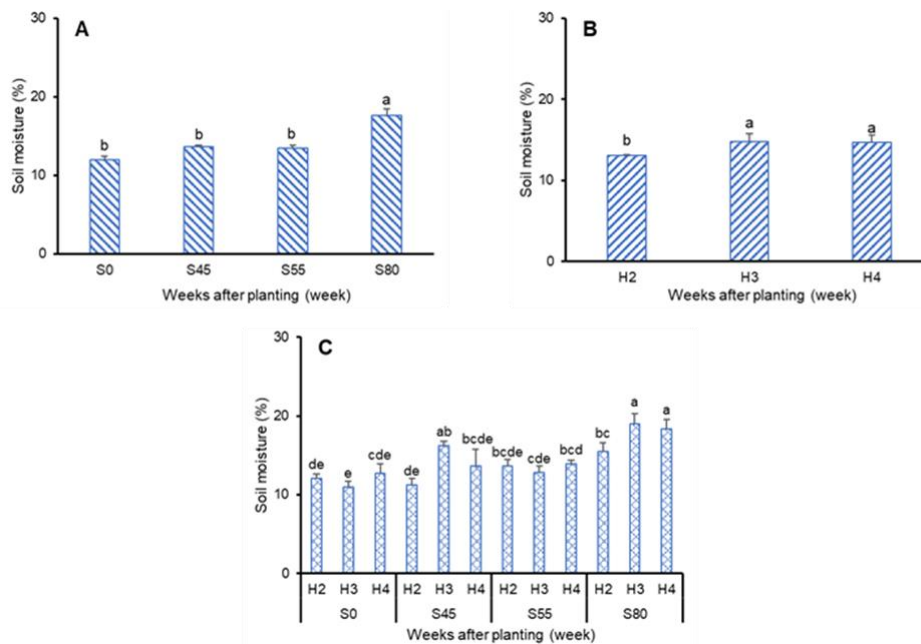 A
30
20
10
0
Soil moisture (%)
b
b
b
a
S0 S45 S55 S80
Weeks after planting (week)
B
30
20
10
0
Soil moisture (%)
b
a
a
H2 H3 H4
Weeks after planting (week)
C
30
20
10
0
Soil moisture (%)
de e cde de ab bcde bcde cde bcd bc a a
H2 H3 H4 H2 H3 H4 H2 H3 H4 H2 H3 H4
S0 S45 S55 S80
Weeks after planting (week)